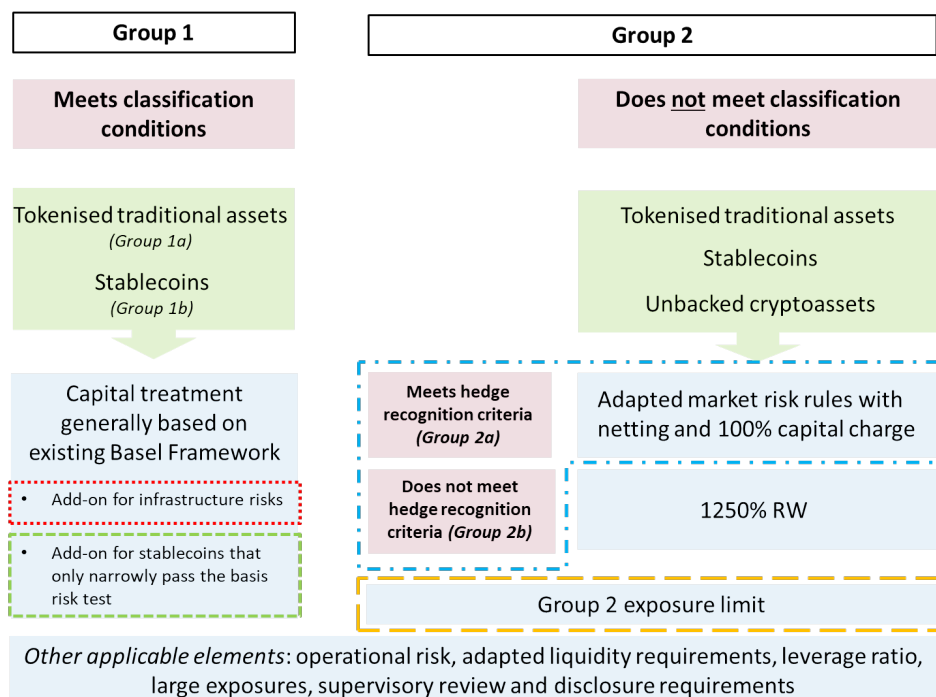 Group 1
Group 2
Meets classification
conditions
Does not meet classification
conditions
Tokenised traditional assets
(Group 1a)
Stablecoins
(Group 1b)
Tokenised traditional assets
Stablecoins
Unbacked cryptoassets
Capital treatment
generally based on
existing Basel Framework
• Add-on for infrastructure risks
• Add-on for stablecoins that
only narrowly pass the basis
risk test
Meets hedge
recognition criteria
(Group 2a)
Adapted market risk rules with
netting and 100% capital charge
Does not meet
hedge recognition
criteria (Group 2b)
1250% RW
Group 2 exposure limit
Other applicable elements: operational risk, adapted liquidity requirements, leverage ratio,
large exposures, supervisory review and disclosure requirements